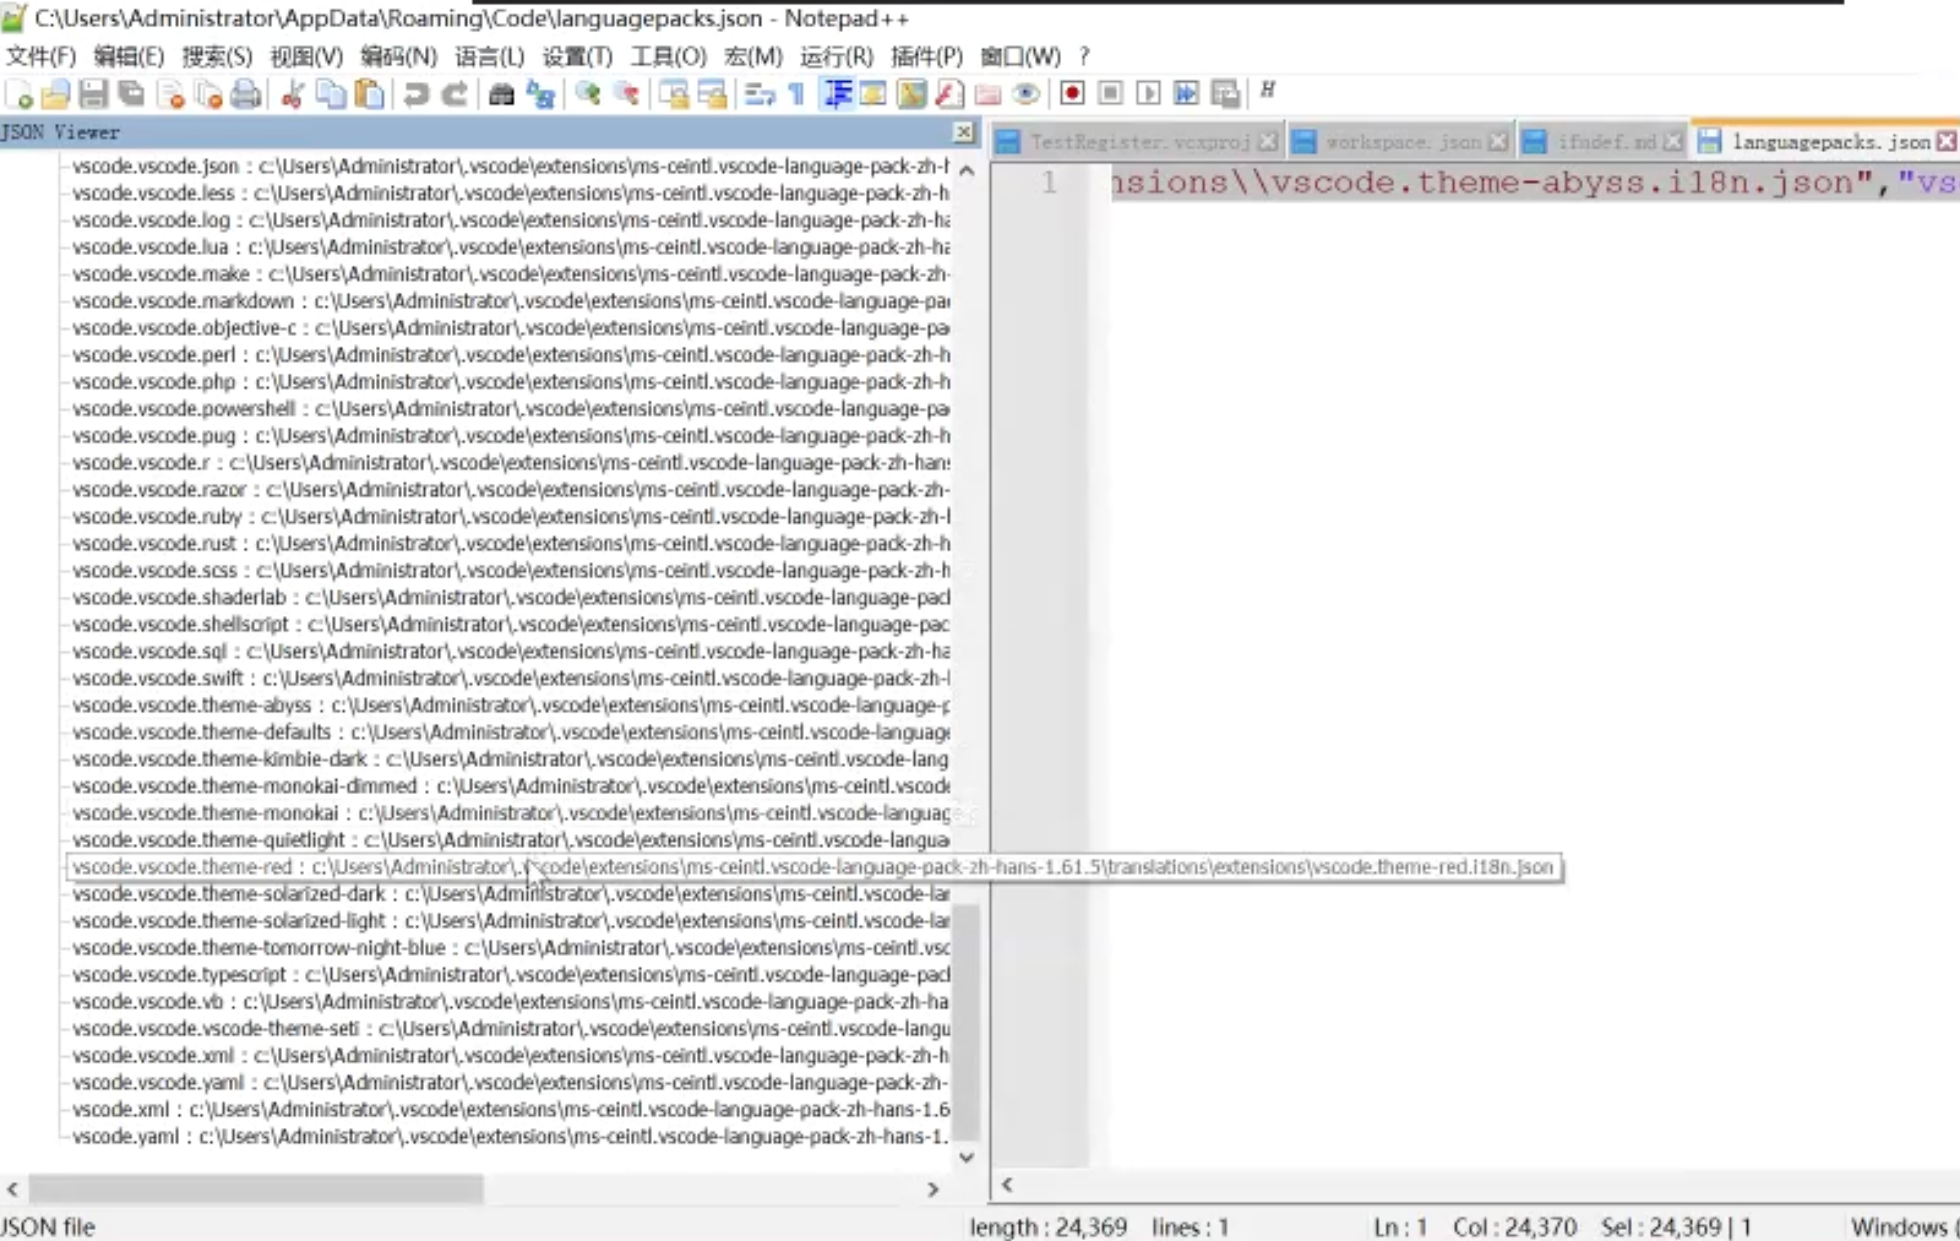 C:\Users\Administrator\AppData\Roaming\Code\languagepacks.json - Notepad++
文件(F) 编辑(E) 搜索(S) 视图(V) 编码(N) 语言(L) 设置(T) 工具(O) 宏(M) 运行(R) 插件(P) 窗口(W) ?
JSON Viewer
TestRegister.vcxproj workspace.json ifndef.md languagepacks.json
vscode.vscode.json : c:\Users\Administrator\.vscode\extensions\ms-ceintl.vscode-language-pack-zh-h
vscode.vscode.less : c:\Users\Administrator\.vscode\extensions\ms-ceintl.vscode-language-pack-zh-h
vscode.vscode.log : c:\Users\Administrator\.vscode\extensions\ms-ceintl.vscode-language-pack-zh-ha
vscode.vscode.lua : c:\Users\Administrator\.vscode\extensions\ms-ceintl.vscode-language-pack-zh-ha
vscode.vscode.make : c:\Users\Administrator\.vscode\extensions\ms-ceintl.vscode-language-pack-zh-
vscode.vscode.markdown : c:\Users\Administrator\.vscode\extensions\ms-ceintl.vscode-language-pa
vscode.vscode.objective-c : c:\Users\Administrator\.vscode\extensions\ms-ceintl.vscode-language-pa
vscode.vscode.perl : c:\Users\Administrator\.vscode\extensions\ms-ceintl.vscode-language-pack-zh-h
vscode.vscode.php : c:\Users\Administrator\.vscode\extensions\ms-ceintl.vscode-language-pack-zh-h
vscode.vscode.powershell : c:\Users\Administrator\.vscode\extensions\ms-ceintl.vscode-language-pa
vscode.vscode.pug : c:\Users\Administrator\.vscode\extensions\ms-ceintl.vscode-language-pack-zh-h
vscode.vscode.r : c:\Users\Administrator\.vscode\extensions\ms-ceintl.vscode-language-pack-zh-hans
vscode.vscode.razor : c:\Users\Administrator\.vscode\extensions\ms-ceintl.vscode-language-pack-zh-
vscode.vscode.ruby : c:\Users\Administrator\.vscode\extensions\ms-ceintl.vscode-language-pack-zh-l
vscode.vscode.rust : c:\Users\Administrator\.vscode\extensions\ms-ceintl.vscode-language-pack-zh-h
vscode.vscode.scss : c:\Users\Administrator\.vscode\extensions\ms-ceintl.vscode-language-pack-zh-h
vscode.vscode.shaderlab : c:\Users\Administrator\.vscode\extensions\ms-ceintl.vscode-language-pacl
vscode.vscode.shellscript : c:\Users\Administrator\.vscode\extensions\ms-ceintl.vscode-language-pac
vscode.vscode.sql : c:\Users\Administrator\.vscode\extensions\ms-ceintl.vscode-language-pack-zh-ha
vscode.vscode.swift : c:\Users\Administrator\.vscode\extensions\ms-ceintl.vscode-language-pack-zh-l
vscode.vscode.theme-abyss : c:\Users\Administrator\.vscode\extensions\ms-ceintl.vscode-language-p
vscode.vscode.theme-defaults : c:\Users\Administrator\.vscode\extensions\ms-ceintl.vscode-language
vscode.vscode.theme-kimbie-dark : c:\Users\Administrator\.vscode\extensions\ms-ceintl.vscode-lang
vscode.vscode.theme-monokai-dimmed : c:\Users\Administrator\.vscode\extensions\ms-ceintl.vscode
vscode.vscode.theme-monokai : c:\Users\Administrator\.vscode\extensions\ms-ceintl.vscode-languag
vscode.vscode.theme-quietlight : c:\Users\Administrator\.vscode\extensions\ms-ceintl.vscode-langua
vscode.vscode.theme-red : c:\Users\Administrator\.vscode\extensions\ms-ceintl.vscode-language-pack-zh-hans-1.61.5\translations\extensions\vscode.theme-red.i18n.json
vscode.vscode.theme-solarized-dark : c:\Users\Administrator\.vscode\extensions\ms-ceintl.vscode-lar
vscode.vscode.theme-solarized-light : c:\Users\Administrator\.vscode\extensions\ms-ceintl.vscode-lar
vscode.vscode.theme-tomorrow-night-blue : c:\Users\Administrator\.vscode\extensions\ms-ceintl.vsc
vscode.vscode.typescript : c:\Users\Administrator\.vscode\extensions\ms-ceintl.vscode-language-pacl
vscode.vscode.vb : c:\Users\Administrator\.vscode\extensions\ms-ceintl.vscode-language-pack-zh-ha
vscode.vscode.vscode-theme-seti : c:\Users\Administrator\.vscode\extensions\ms-ceintl.vscode-langu
vscode.vscode.xml : c:\Users\Administrator\.vscode\extensions\ms-ceintl.vscode-language-pack-zh-h
vscode.vscode.yaml : c:\Users\Administrator\.vscode\extensions\ms-ceintl.vscode-language-pack-zh-
vscode.xml : c:\Users\Administrator\.vscode\extensions\ms-ceintl.vscode-language-pack-zh-hans-1.6
vscode.yaml : c:\Users\Administrator\.vscode\extensions\ms-ceintl.vscode-language-pack-zh-hans-1.
1 nsions\\vscode.theme-abyss.i18n.json","vs
JSON file length : 24,369 lines : 1 Ln : 1 Col : 24,370 Sel : 24,369 | 1 Windows (